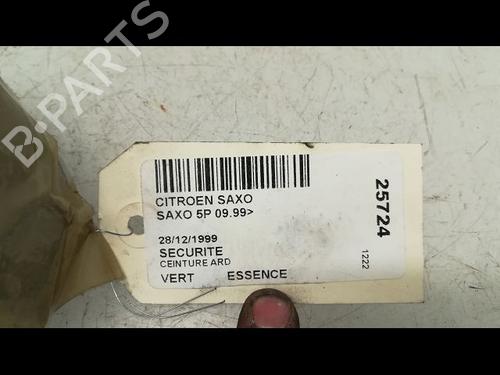 B-PARTS
CITROEN SAXO
SAXO 5P 09.99>
28/12/1999
SECURITE
CEINTURE ARD
VERT ESSENCE
25724
1222